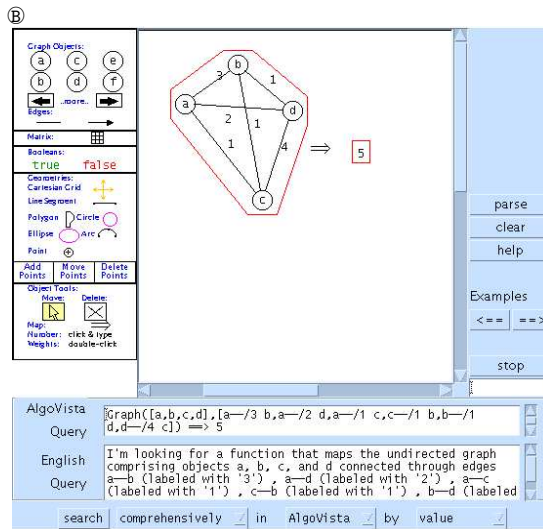 B
Graph Objects:
a c e
b d f
..more..
Edges:
Matrix:
Booleans:
true false
Geometries:
Cartesian Grid
Line Segment
Polygon Circle
Ellipse Arc
Point
Add Points Move Points Delete Points
Object Tools:
Move: Delete:
Map:
Number: click & type
Weights: double-click
b
3 1
a d
2 1
1 4
c
⇒ 5
parse
clear
help
Examples
<== ==>
stop
AlgoVista Query
Graph([a,b,c,d],[a—/3 b,a—/2 d,a—/1 c,c—/1 b,b—/1
d,d—/4 c]) ==> 5
English Query
I'm looking for a function that maps the undirected graph
comprising objects a, b, c, and d connected through edges
a—b (labeled with '3') , a—d (labeled with '2') , a—c
(labeled with '1') , c—b (labeled with '1') , b—d (labeled
search comprehensively in AlgoVista by value